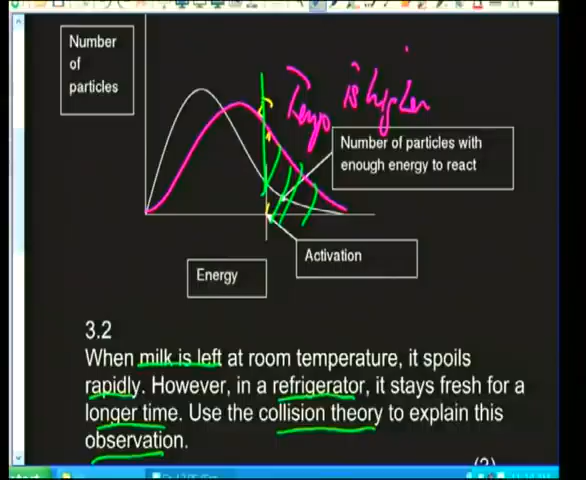 Number
of
particles
Temp is higher
Number of particles with
enough energy to react
Activation
Energy
3.2
When milk is left at room temperature, it spoils
rapidly. However, in a refrigerator, it stays fresh for a
longer time. Use the collision theory to explain this
observation.